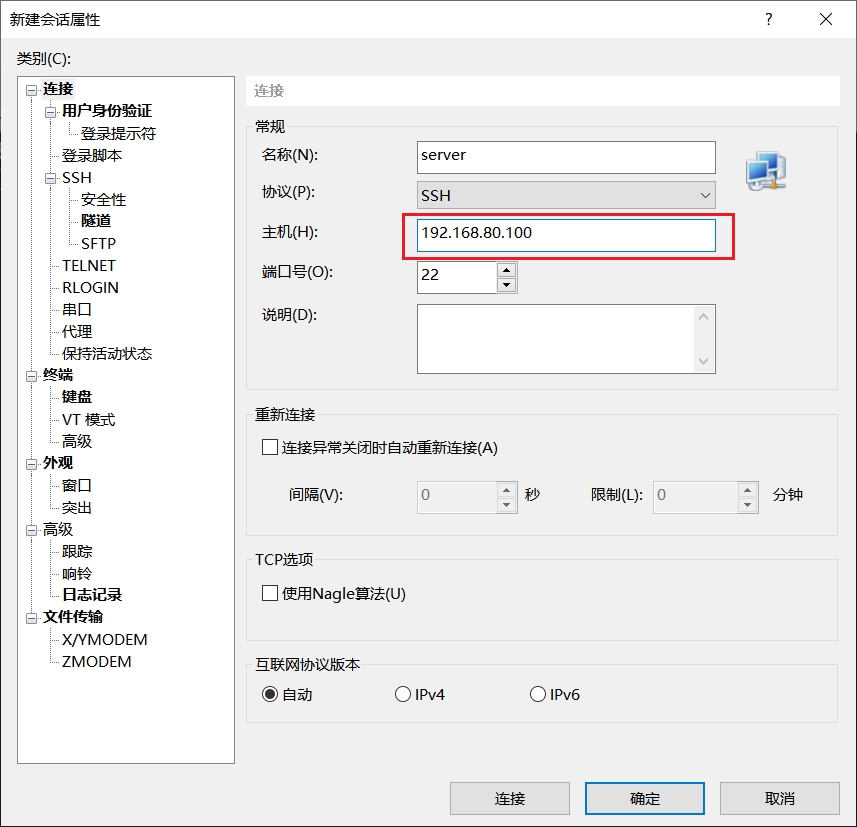 新建会话属性
类别(C):
连接
用户身份验证
登录提示符
登录脚本
SSH
安全性
隧道
SFTP
TELNET
RLOGIN
串口
代理
保持活动状态
终端
键盘
VT 模式
高级
外观
窗口
突出
高级
跟踪
响铃
日志记录
文件传输
X/YMODEM
ZMODEM
连接
常规
名称(N): server
协议(P): SSH
主机(H): 192.168.80.100
端口号(O): 22
说明(D):
重新连接
连接异常关闭时自动重新连接(A)
间隔(V): 0 秒 限制(L): 0 分钟
TCP选项
使用Nagle算法(U)
互联网协议版本
自动 IPv4 IPv6
连接 确定 取消